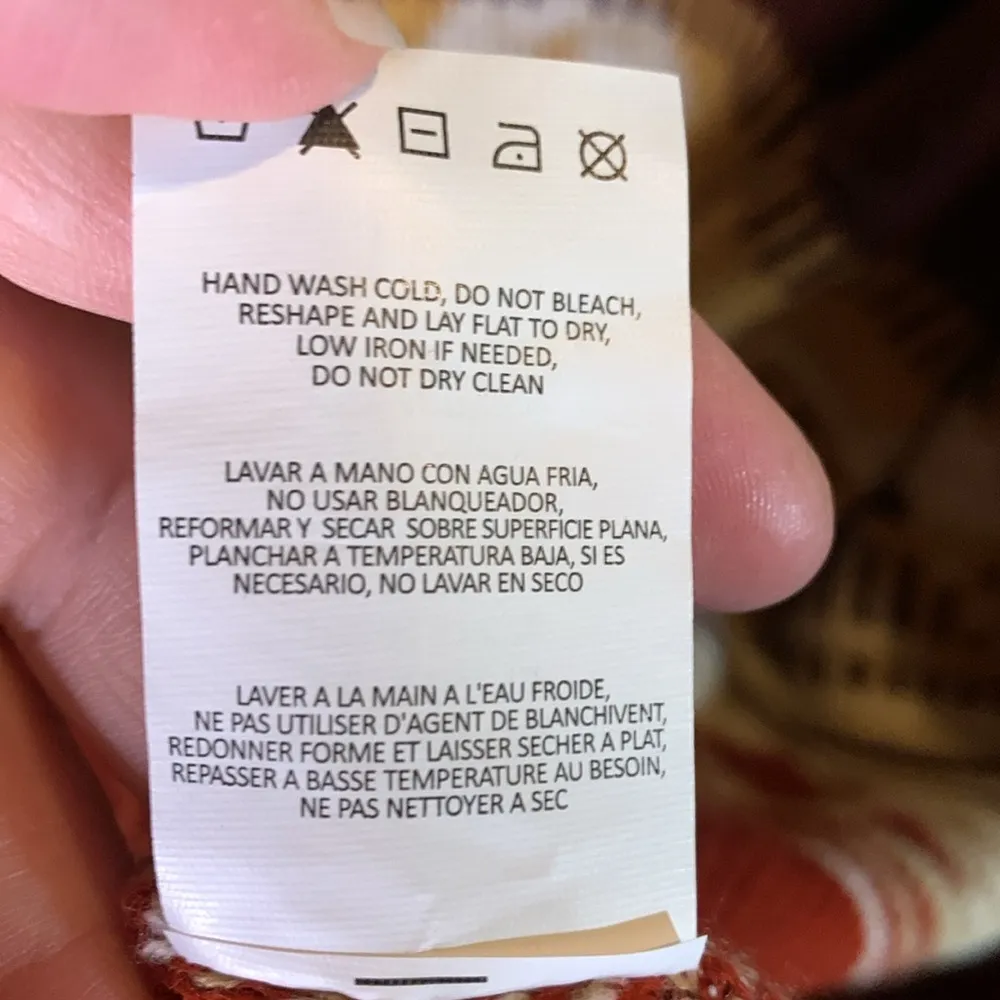 HAND WASH COLD, DO NOT BLEACH,
RESHAPE AND LAY FLAT TO DRY,
LOW IRON IF NEEDED,
DO NOT DRY CLEAN
LAVAR A MANO CON AGUA FRIA,
NO USAR BLANQUEADOR,
REFORMAR Y SECAR SOBRE SUPERFICIE PLANA,
PLANCHAR A TEMPERATURA BAJA, SI ES
NECESARIO, NO LAVAR EN SECO
LAVER A LA MAIN A L'EAU FROIDE,
NE PAS UTILISER D'AGENT DE BLANCHIVENT,
REDONNER FORME ET LAISSER SECHER A PLAT,
REPASSER A BASSE TEMPERATURE AU BESOIN,
NE PAS NETTOYER A SEC